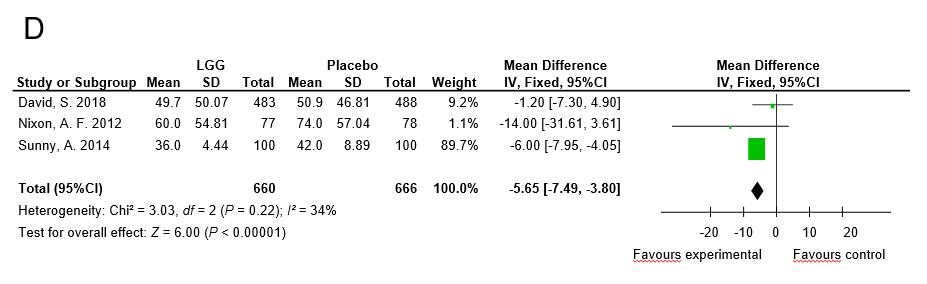 D
LGG Placebo Mean Difference Mean Difference
Study or Subgroup Mean SD Total Mean SD Total Weight IV, Fixed, 95%CI IV, Fixed, 95%CI
David, S. 2018 49.7 50.07 483 50.9 46.81 488 9.2% -1.20 [-7.30, 4.90]
Nixon, A. F. 2012 60.0 54.81 77 74.0 57.04 78 1.1% -14.00 [-31.61, 3.61]
Sunny, A. 2014 36.0 4.44 100 42.0 8.89 100 89.7% -6.00 [-7.95, -4.05]
Total (95%CI) 660 666 100.0% -5.65 [-7.49, -3.80]
Heterogeneity: Chi² = 3.03, df = 2 (P = 0.22); I² = 34%
Test for overall effect: Z = 6.00 (P < 0.00001)
-20 -10 0 10 20
Favours experimental Favours control